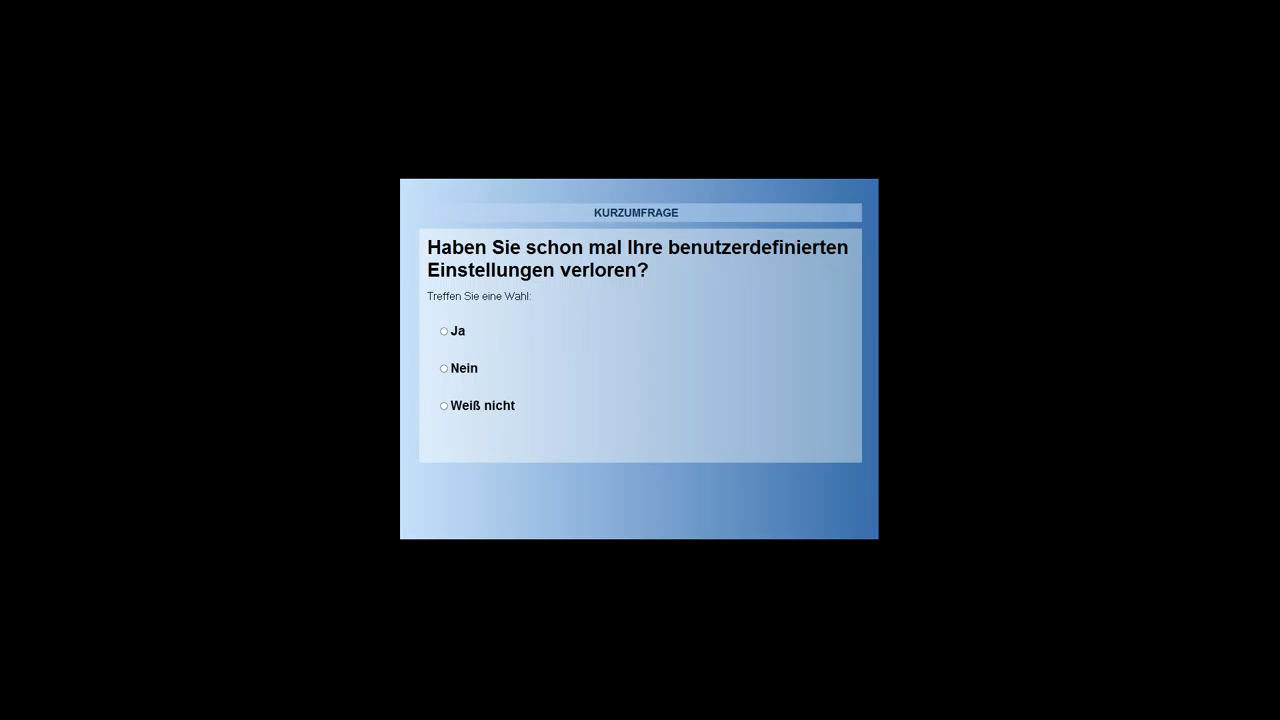 KURZUMFRAGE
Haben Sie schon mal Ihre benutzerdefinierten
Einstellungen verloren?
Treffen Sie eine Wahl:
Ja
Nein
Weiß nicht